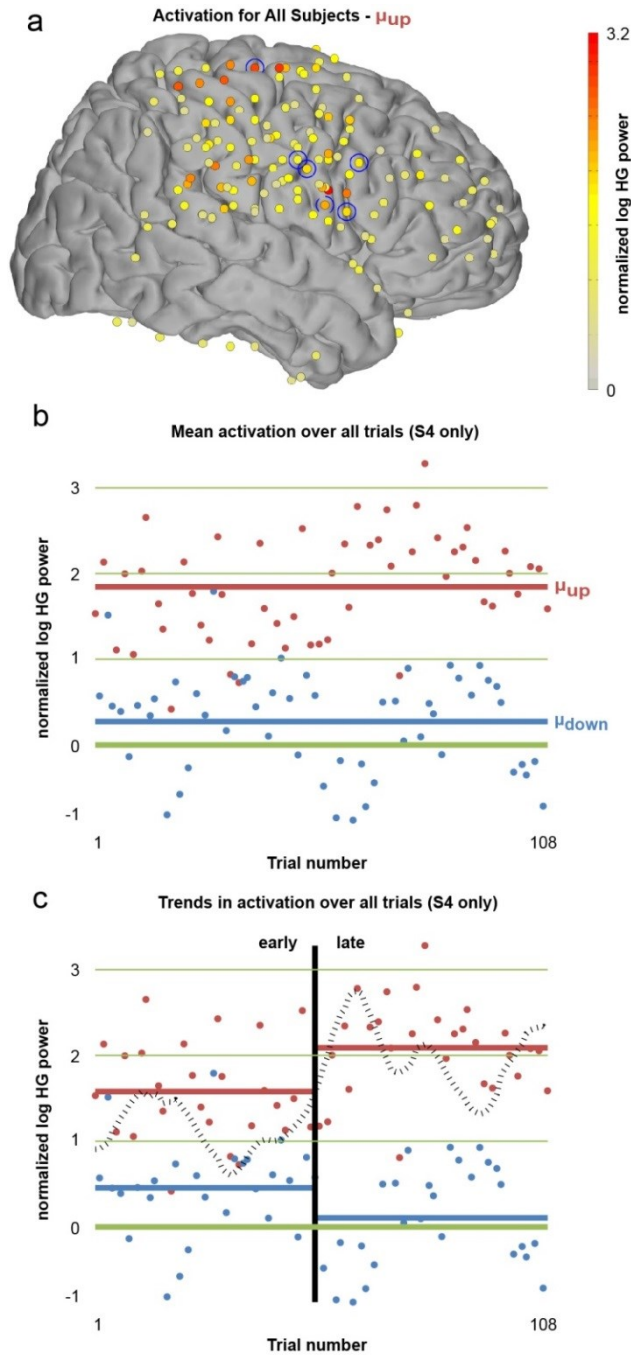 a
Activation for All Subjects - μup
3.2
normalized log HG power
0
b
Mean activation over all trials (S4 only)
3
2
1
0
-1
normalized log HG power
μup
μdown
1
108
Trial number
c
Trends in activation over all trials (S4 only)
early
late
3
2
1
0
-1
normalized log HG power
1
108
Trial number